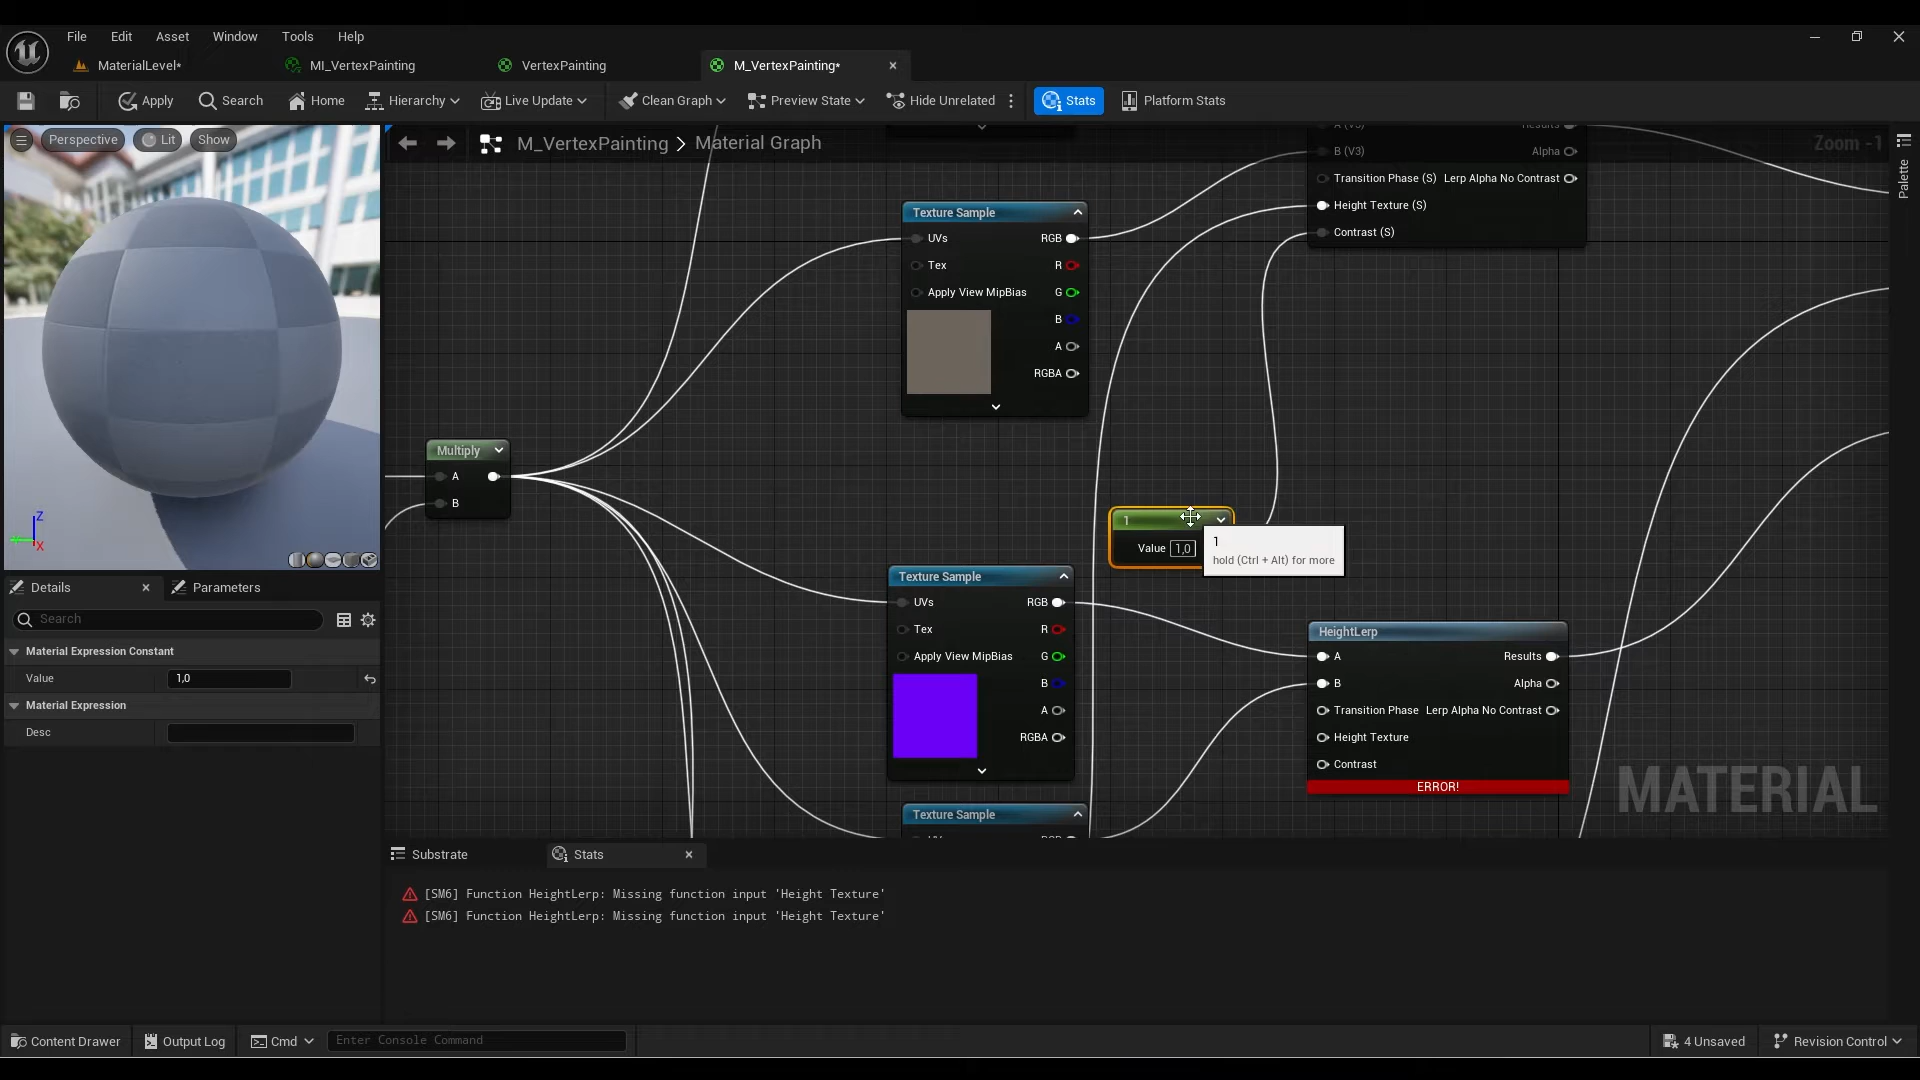 File Edit Asset Window Tools Help
MaterialLevel* MI_VertexPainting VertexPainting M_VertexPainting*
Apply Search Home Hierarchy Live Update Clean Graph Preview State Hide Unrelated Stats Platform Stats
Perspective Lit Show
M_VertexPainting Material Graph
Zoom -1
Palette
A (V3) Results
B (V3) Alpha
Transition Phase (S) Lerp Alpha No Contrast
Height Texture (S)
Contrast (S)
Texture Sample
UVs RGB
Tex R
Apply View MipBias G
B
A
RGBA
Multiply
A
B
1
Value 1,0
1
hold (Ctrl + Alt) for more
Texture Sample
UVs RGB
Tex R
Apply View MipBias G
B
A
RGBA
HeightLerp
A Results
B Alpha
Transition Phase Lerp Alpha No Contrast
Height Texture
Contrast
ERROR!
MATERIAL
Texture Sample
Z
X
Details Parameters
Search
Material Expression Constant
Value 1,0
Material Expression
Desc
Substrate Stats
[SM6] Function HeightLerp: Missing function input 'Height Texture'
[SM6] Function HeightLerp: Missing function input 'Height Texture'
Content Drawer Output Log Cmd Enter Console Command 4 Unsaved Revision Control